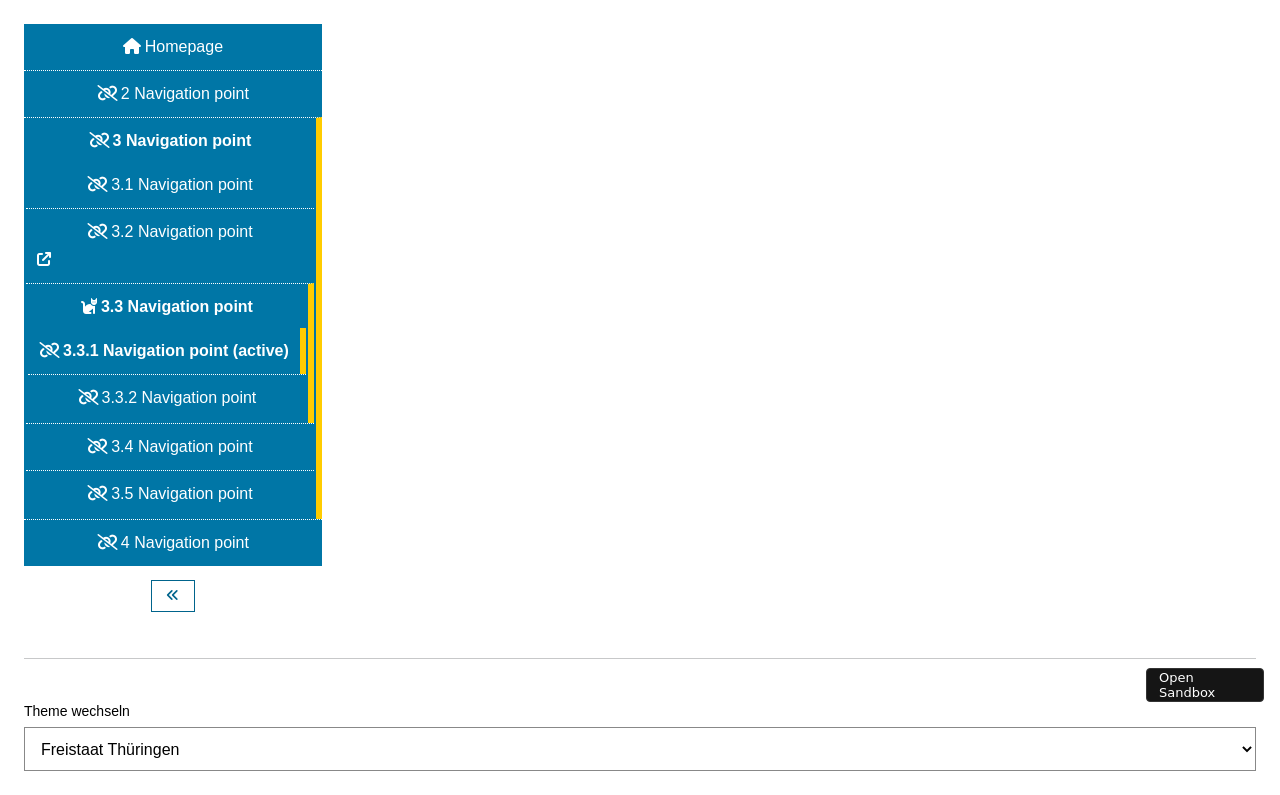 Homepage
2 Navigation point
3 Navigation point
3.1 Navigation point
3.2 Navigation point
3.3 Navigation point
3.3.1 Navigation point (active)
3.3.2 Navigation point
3.4 Navigation point
3.5 Navigation point
4 Navigation point
Open
Sandbox
Theme wechseln
Freistaat Thüringen